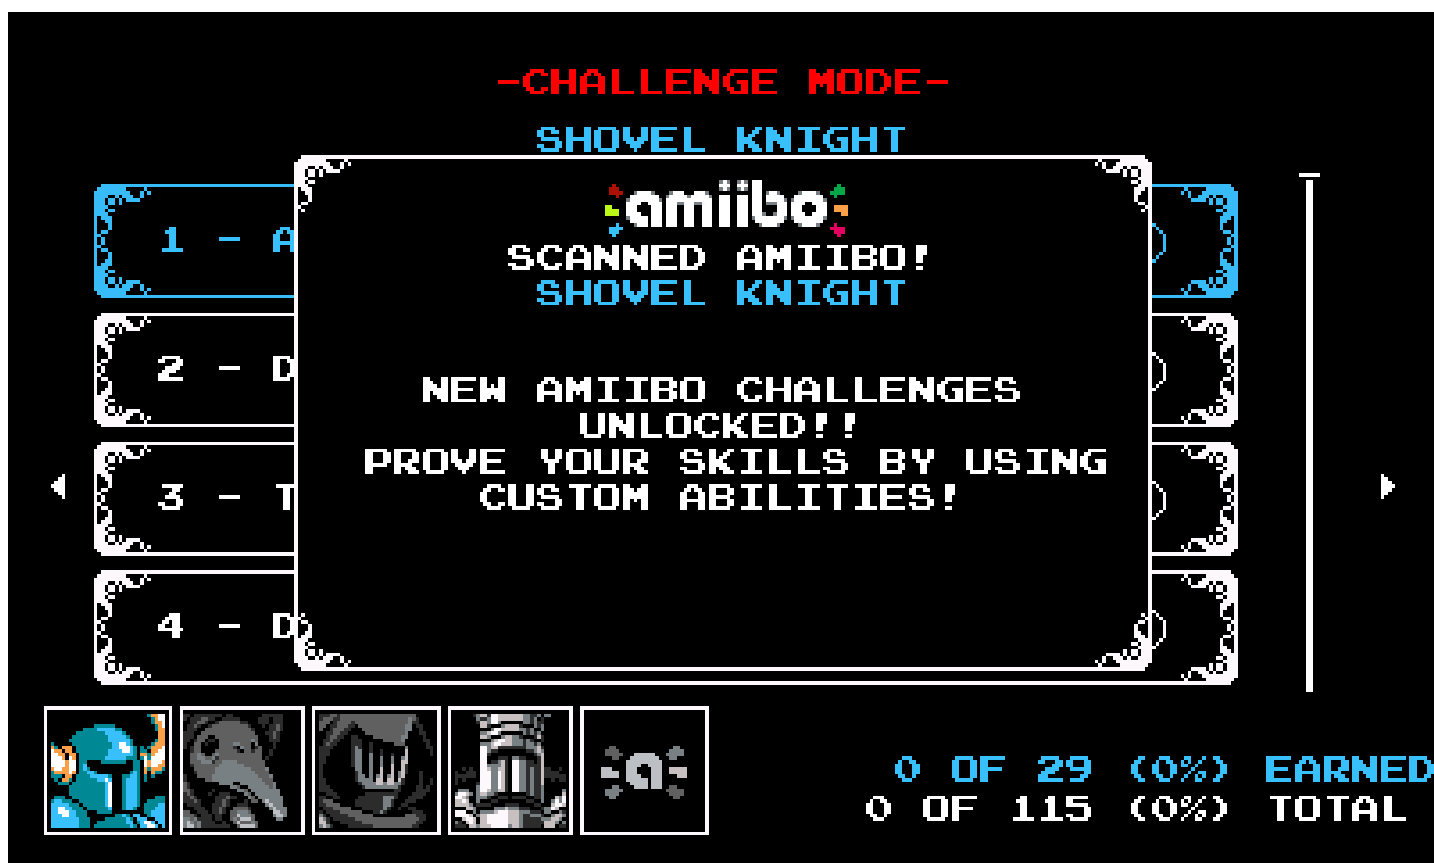 -CHALLENGE MODE-
SHOVEL KNIGHT
amiibo
SCANNED AMIIBO!
SHOVEL KNIGHT
NEW AMIIBO CHALLENGES
UNLOCKED!!
PROVE YOUR SKILLS BY USING
CUSTOM ABILITIES!
1 - A
2 - D
3 - T
4 - D
a
0 OF 29 (0%) EARNED
0 OF 115 (0%) TOTAL